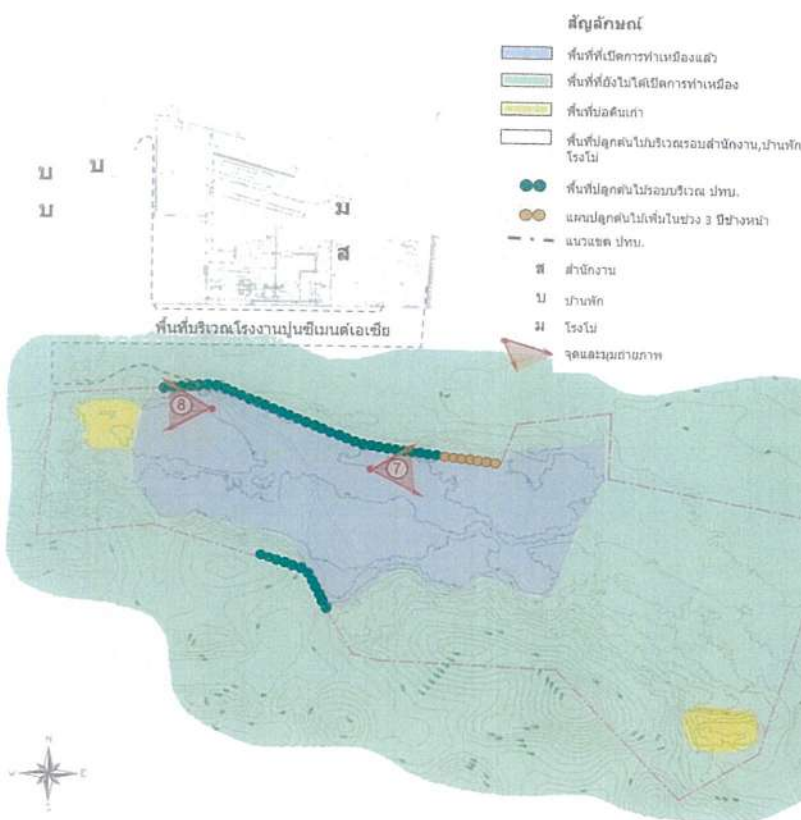 สัญลักษณ์
พื้นที่ที่เปิดการทำเหมืองแล้ว
พื้นที่ที่ยังไม่ได้เปิดการทำเหมือง
พื้นที่บ่อดินเก่า
พื้นที่ปลูกต้นไม้บริเวณรอบสำนักงาน,บ้านพัก
โรงโม่
พื้นที่ปลูกต้นไม้รอบบริเวณ ปทบ.
แผนปลูกต้นไม้เพิ่มในช่วง 3 ปีข้างหน้า
แนวเขต ปทบ.
ส สำนักงาน
บ บ้านพัก
ม โรงโม่
จุดและมุมถ่ายภาพ
บ บ
บ
ม
ส
พื้นที่บริเวณโรงงานปูนซีเมนต์เอเซีย
8
7
N
W E
S